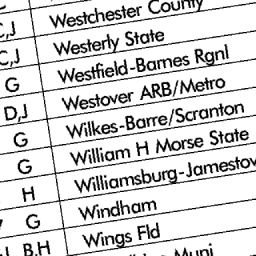 C,J Westchester County
C,J Westerly State
G Westfield-Barnes Rgnl
D,J Westover ARB/Metro
G Wilkes-Barre/Scranton
G William H Morse State
H Williamsburg-Jamestow
G Windham
B,H Wings Fld
Muni